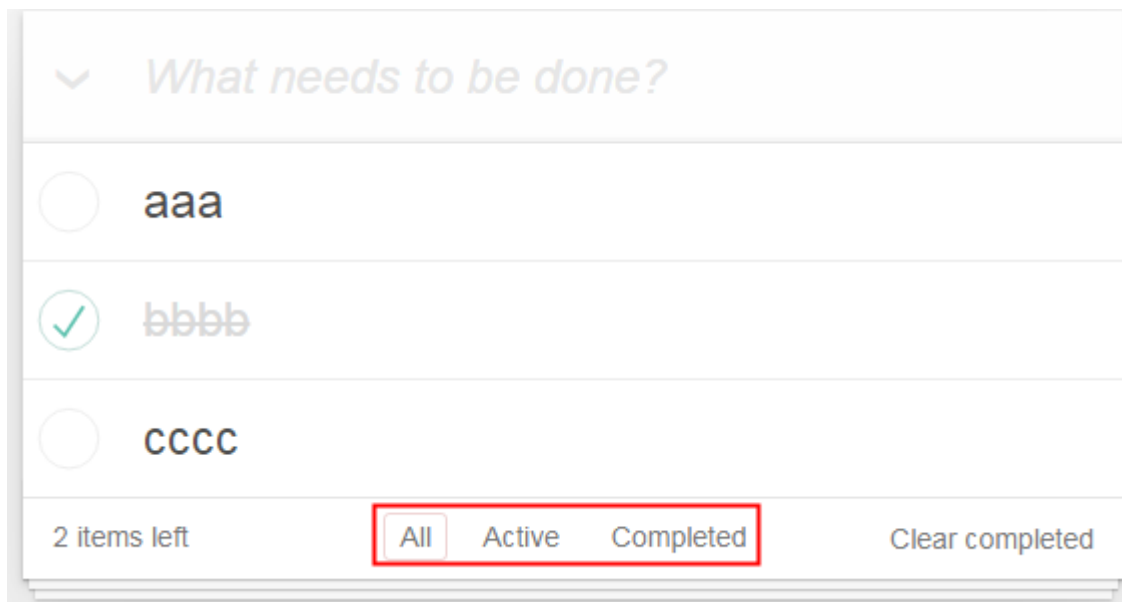 What needs to be done?
aaa
bbbb
cccc
2 items left All Active Completed Clear completed